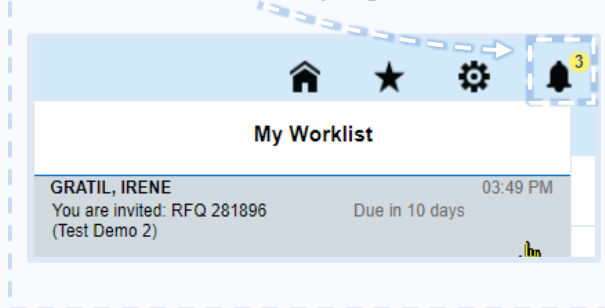 3
My Worklist
GRATIL, IRENE 03:49 PM
You are invited: RFQ 281896 Due in 10 days
(Test Demo 2)